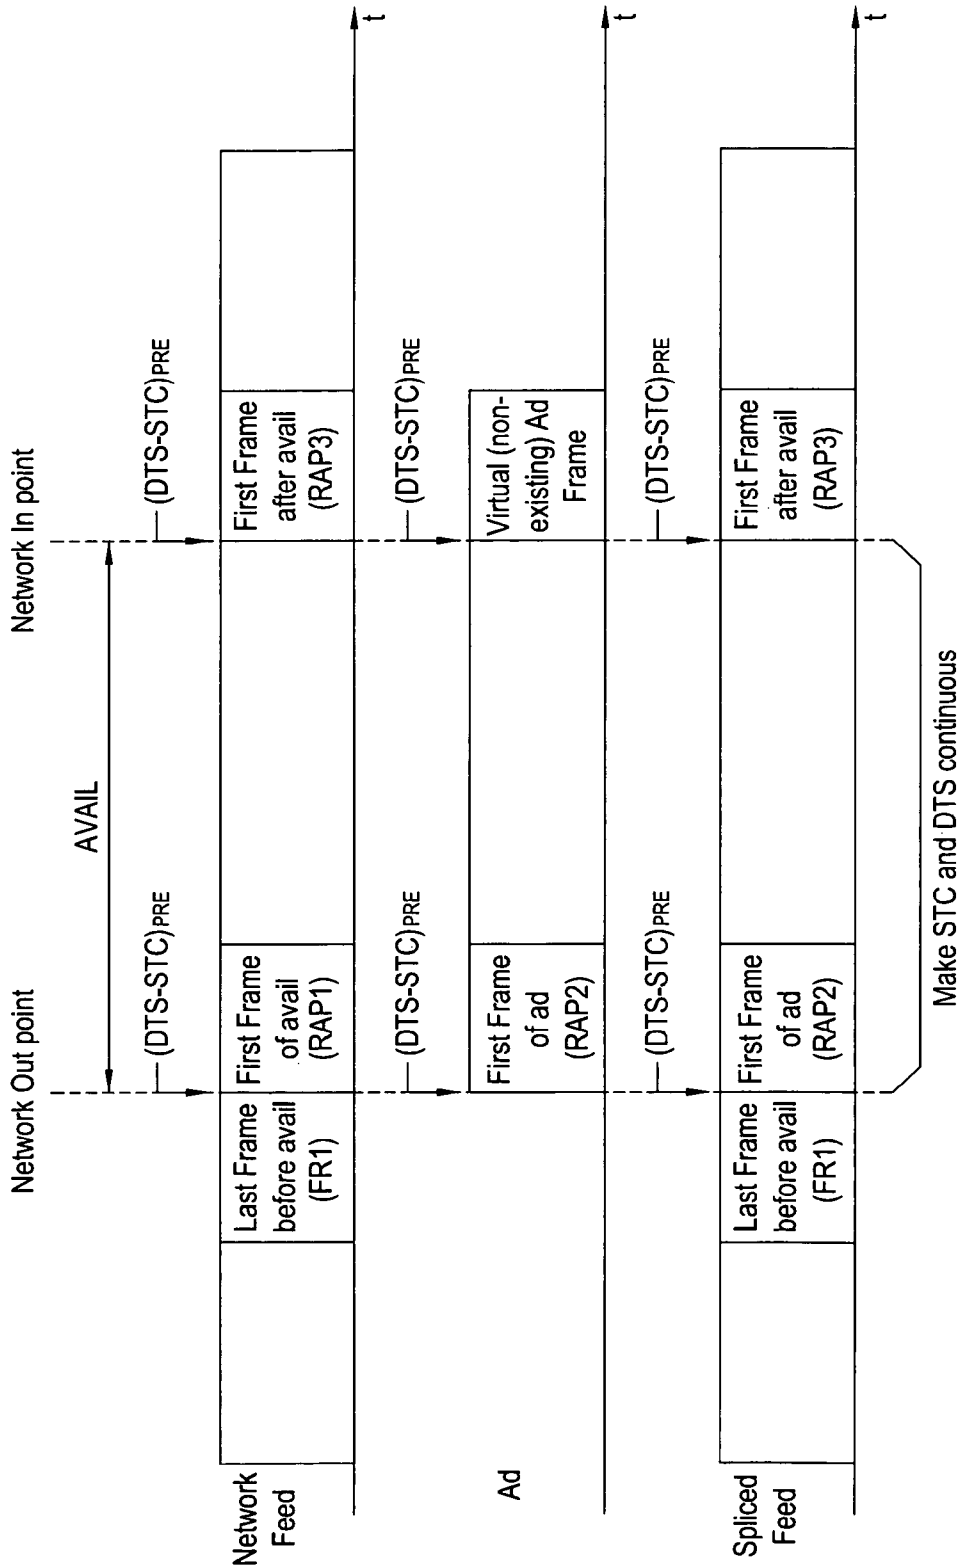 Network Out point
Network In point
AVAIL
(DTS-STC)PRE
(DTS-STC)PRE
Network
Feed
Last Frame
before avail
(FR1)
First Frame
of avail
(RAP1)
First Frame
after avail
(RAP3)
t
(DTS-STC)PRE
(DTS-STC)PRE
Ad
First Frame
of ad
(RAP2)
Virtual (non-
existing) Ad
Frame
t
(DTS-STC)PRE
(DTS-STC)PRE
Spliced
Feed
Last Frame
before avail
(FR1)
First Frame
of ad
(RAP2)
First Frame
after avail
(RAP3)
t
Make STC and DTS continuous